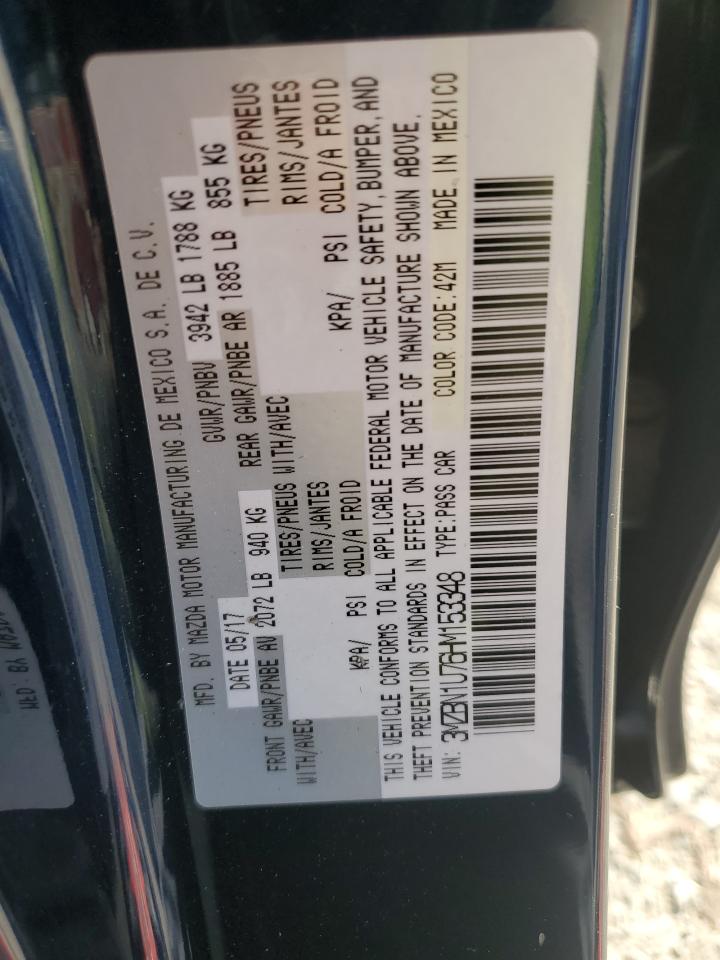 MFD. BY MAZDA MOTOR MANUFACTURING DE MEXICO S.A. DE C.V.
DATE 05/17 GVWR/PNBV 3942 LB 1788 KG
FRONT GAWR/PNBE AV 2072 LB 940 KG REAR GAWR/PNBE AR 1885 LB 855 KG
WITH/AVEC TIRES/PNEUS WITH/AVEC TIRES/PNEUS
RIMS/JANTES RIMS/JANTES
KPA/ PSI COLD/A FROID KPA/ PSI COLD/A FROID
THIS VEHICLE CONFORMS TO ALL APPLICABLE FEDERAL MOTOR VEHICLE SAFETY, BUMPER, AND
THEFT PREVENTION STANDARDS IN EFFECT ON THE DATE OF MANUFACTURE SHOWN ABOVE.
VIN: 3MZBN1U76HM153348 TYPE:PASS CAR COLOR CODE:42M MADE IN MEXICO